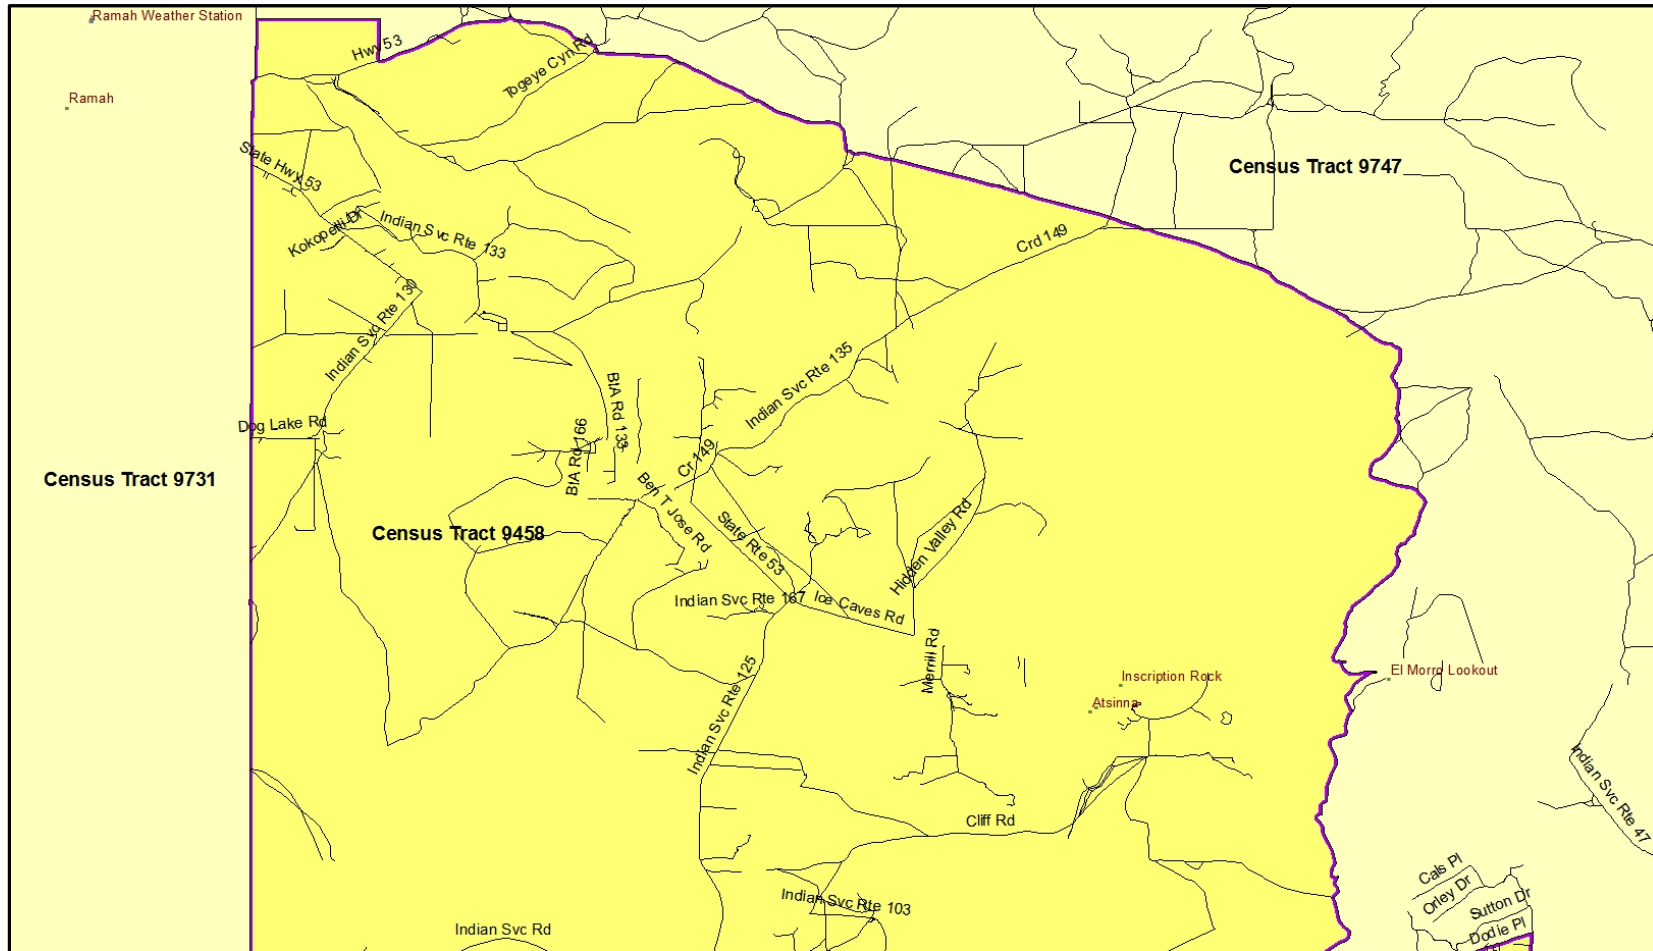 Ramah Weather Station
Hwy 53
Togeye Cyn Rd
Ramah
State Hwy 53
Census Tract 9747
Kokopelli Dr
Indian Svc Rte 133
Crd 149
Indian Svc Rte 130
Indian Svc Rte 135
BIA Rd 133
Dog Lake Rd
BIA Rd 166
Cr 149
Census Tract 9731
Ben T Jose Rd
Census Tract 9458
State Rte 53
Hidden Valley Rd
Indian Svc Rte 167
Ice Caves Rd
Merrill Rd
Indian Svc Rte 125
Inscription Rock
El Morro Lookout
Atsinna
Indian Svc Rte 47
Cliff Rd
Cals Pl
Orley Dr
Indian Svc Rte 103
Sutton Dr
Indian Svc Rd
Dodie Pl